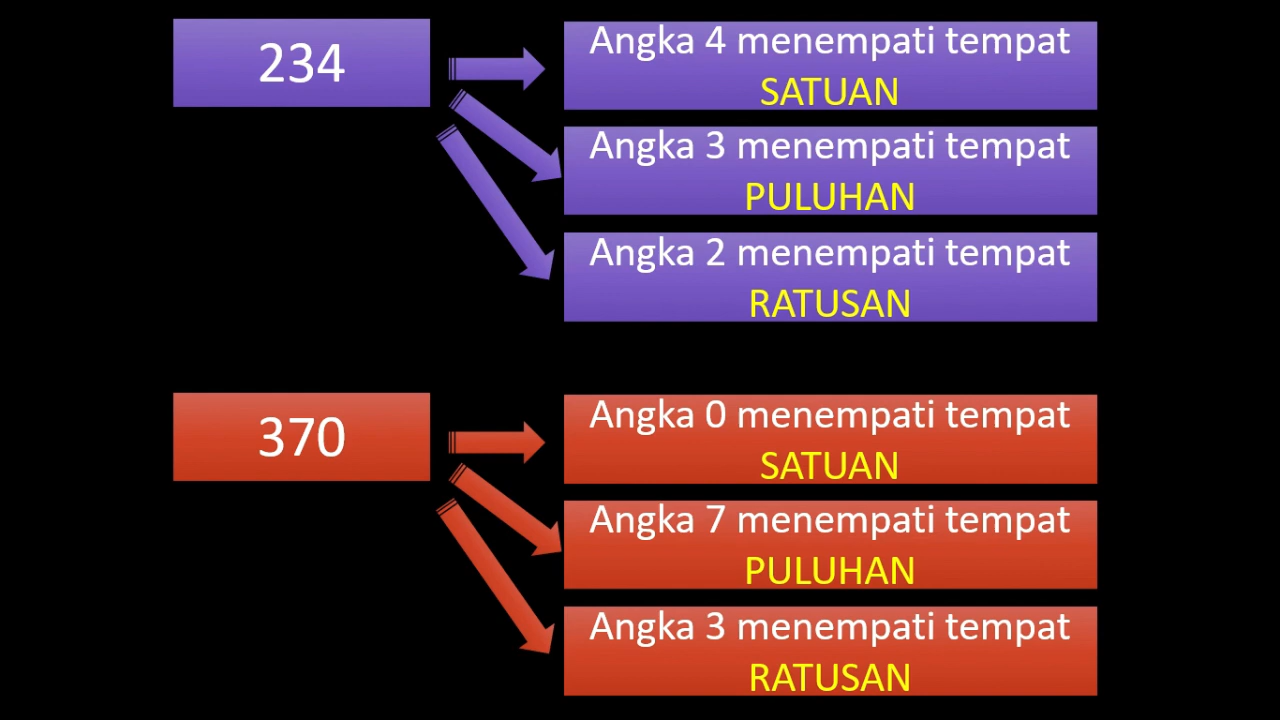 234
Angka 4 menempati tempat
SATUAN
Angka 3 menempati tempat
PULUHAN
Angka 2 menempati tempat
RATUSAN
370
Angka 0 menempati tempat
SATUAN
Angka 7 menempati tempat
PULUHAN
Angka 3 menempati tempat
RATUSAN